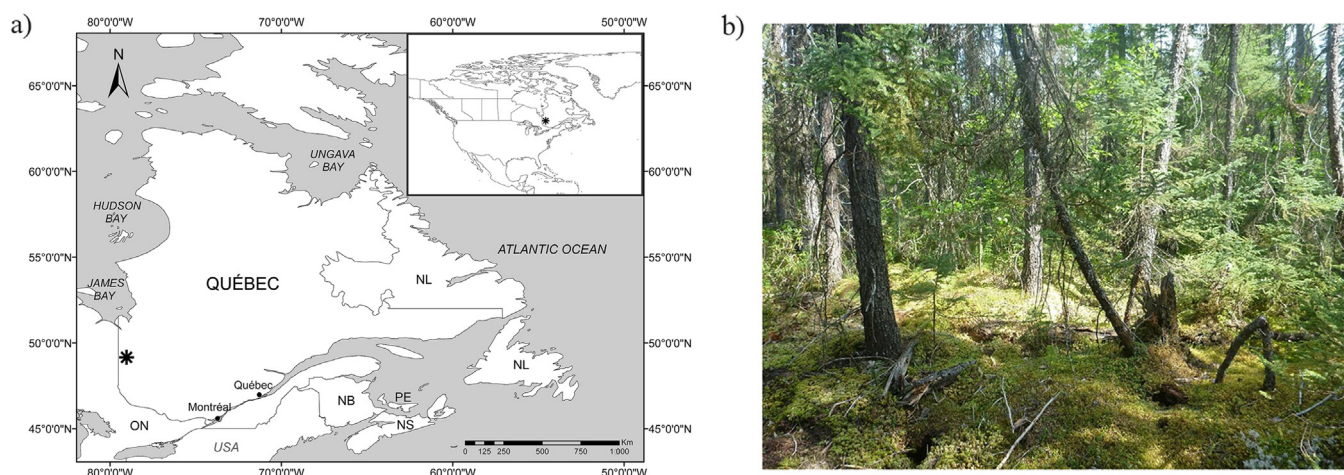 a)
80°0'0"W 70°0'0"W 60°0'0"W 50°0'0"W
N
65°0'0"N
65°0'0"N
UNGAVA
BAY
60°0'0"N
60°0'0"N
HUDSON
BAY
ATLANTIC OCEAN
55°0'0"N
55°0'0"N
JAMES
BAY
QUÉBEC
NL
50°0'0"N
50°0'0"N
NL
Québec
Montréal
NB
PE
NS
ON
45°0'0"N
45°0'0"N
USA
Km
0 125 250 500 750 1 000
80°0'0"W 70°0'0"W 60°0'0"W 50°0'0"W
b)